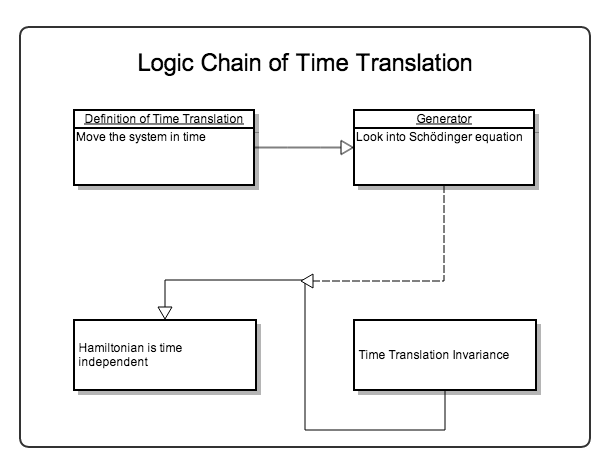 Logic Chain of Time Translation
Definition of Time Translation
Move the system in time
Generator
Look into Schödinger equation
Hamiltonian is time
independent
Time Translation Invariance